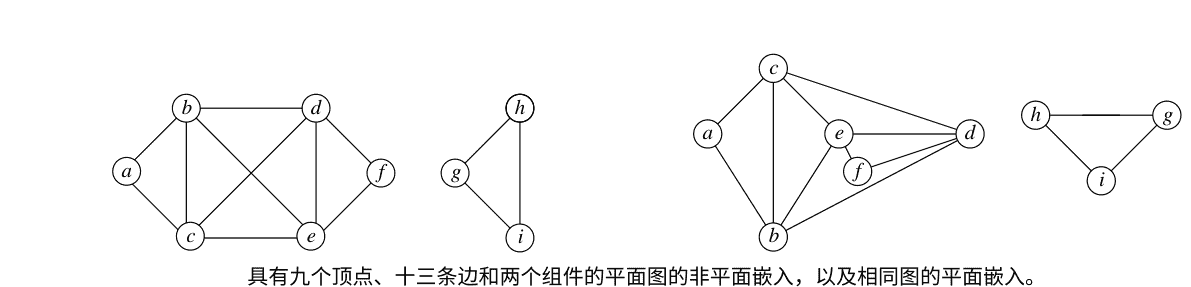 c
b d h
h g
a e d
a g f f
i
c e i b
具有九个顶点、十三条边和两个组件的平面图的非平面嵌入，以及相同图的平面嵌入。